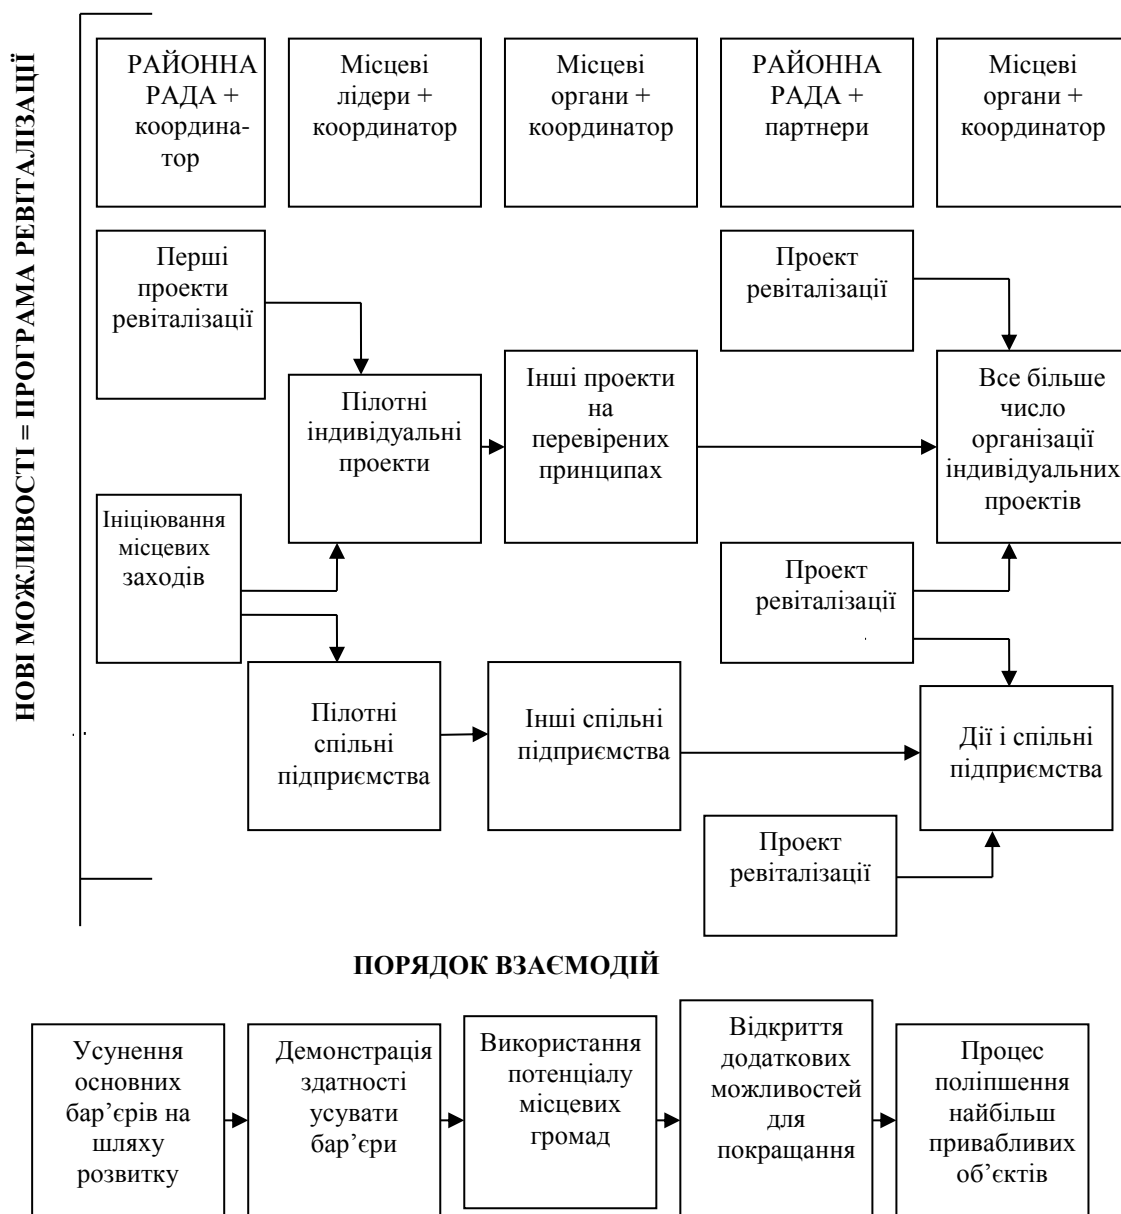 НОВІ МОЖЛИВОСТІ = ПРОГРАМА РЕВІТАЛІЗАЦІЇ
РАЙОННА
РАДА +
координа-
тор
Місцеві
лідери +
координатор
Місцеві
органи +
координатор
РАЙОННА
РАДА +
партнери
Місцеві
органи +
координатор
Перші
проекти
ревіталізації
Проект
ревіталізації
Пілотні
індивідуальні
проекти
Інші проекти
на
перевірених
принципах
Все більше
число
організації
індивідуальних
проектів
Ініціювання
місцевих
заходів
Проект
ревіталізації
Пілотні
спільні
підприємства
Інші спільні
підприємства
Дії і спільні
підприємства
Проект
ревіталізації
ПОРЯДОК ВЗАЄМОДІЙ
Усунення
основних
бар’єрів на
шляху
розвитку
Демонстрація
здатності
усувати
бар’єри
Використання
потенціалу
місцевих
громад
Відкриття
додаткових
можливостей
для
покращання
Процес
поліпшення
найбільш
привабливих
об’єктів